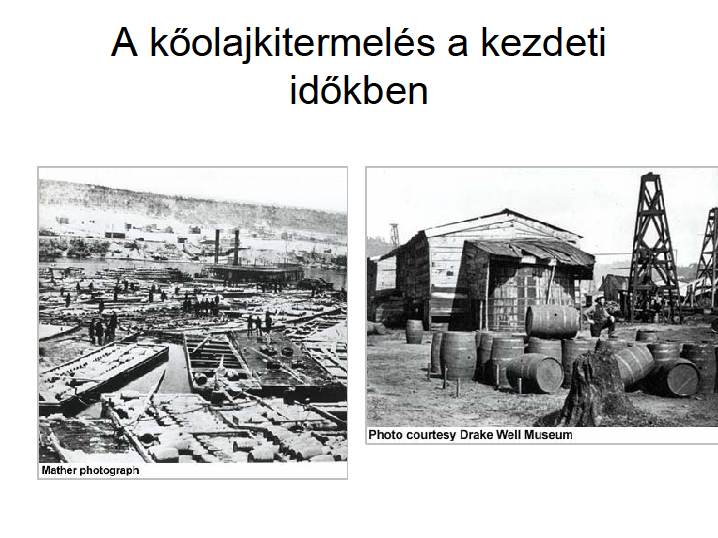 A kőolajkitermelés a kezdeti
időkben
Mather photograph
Photo courtesy Drake Well Museum